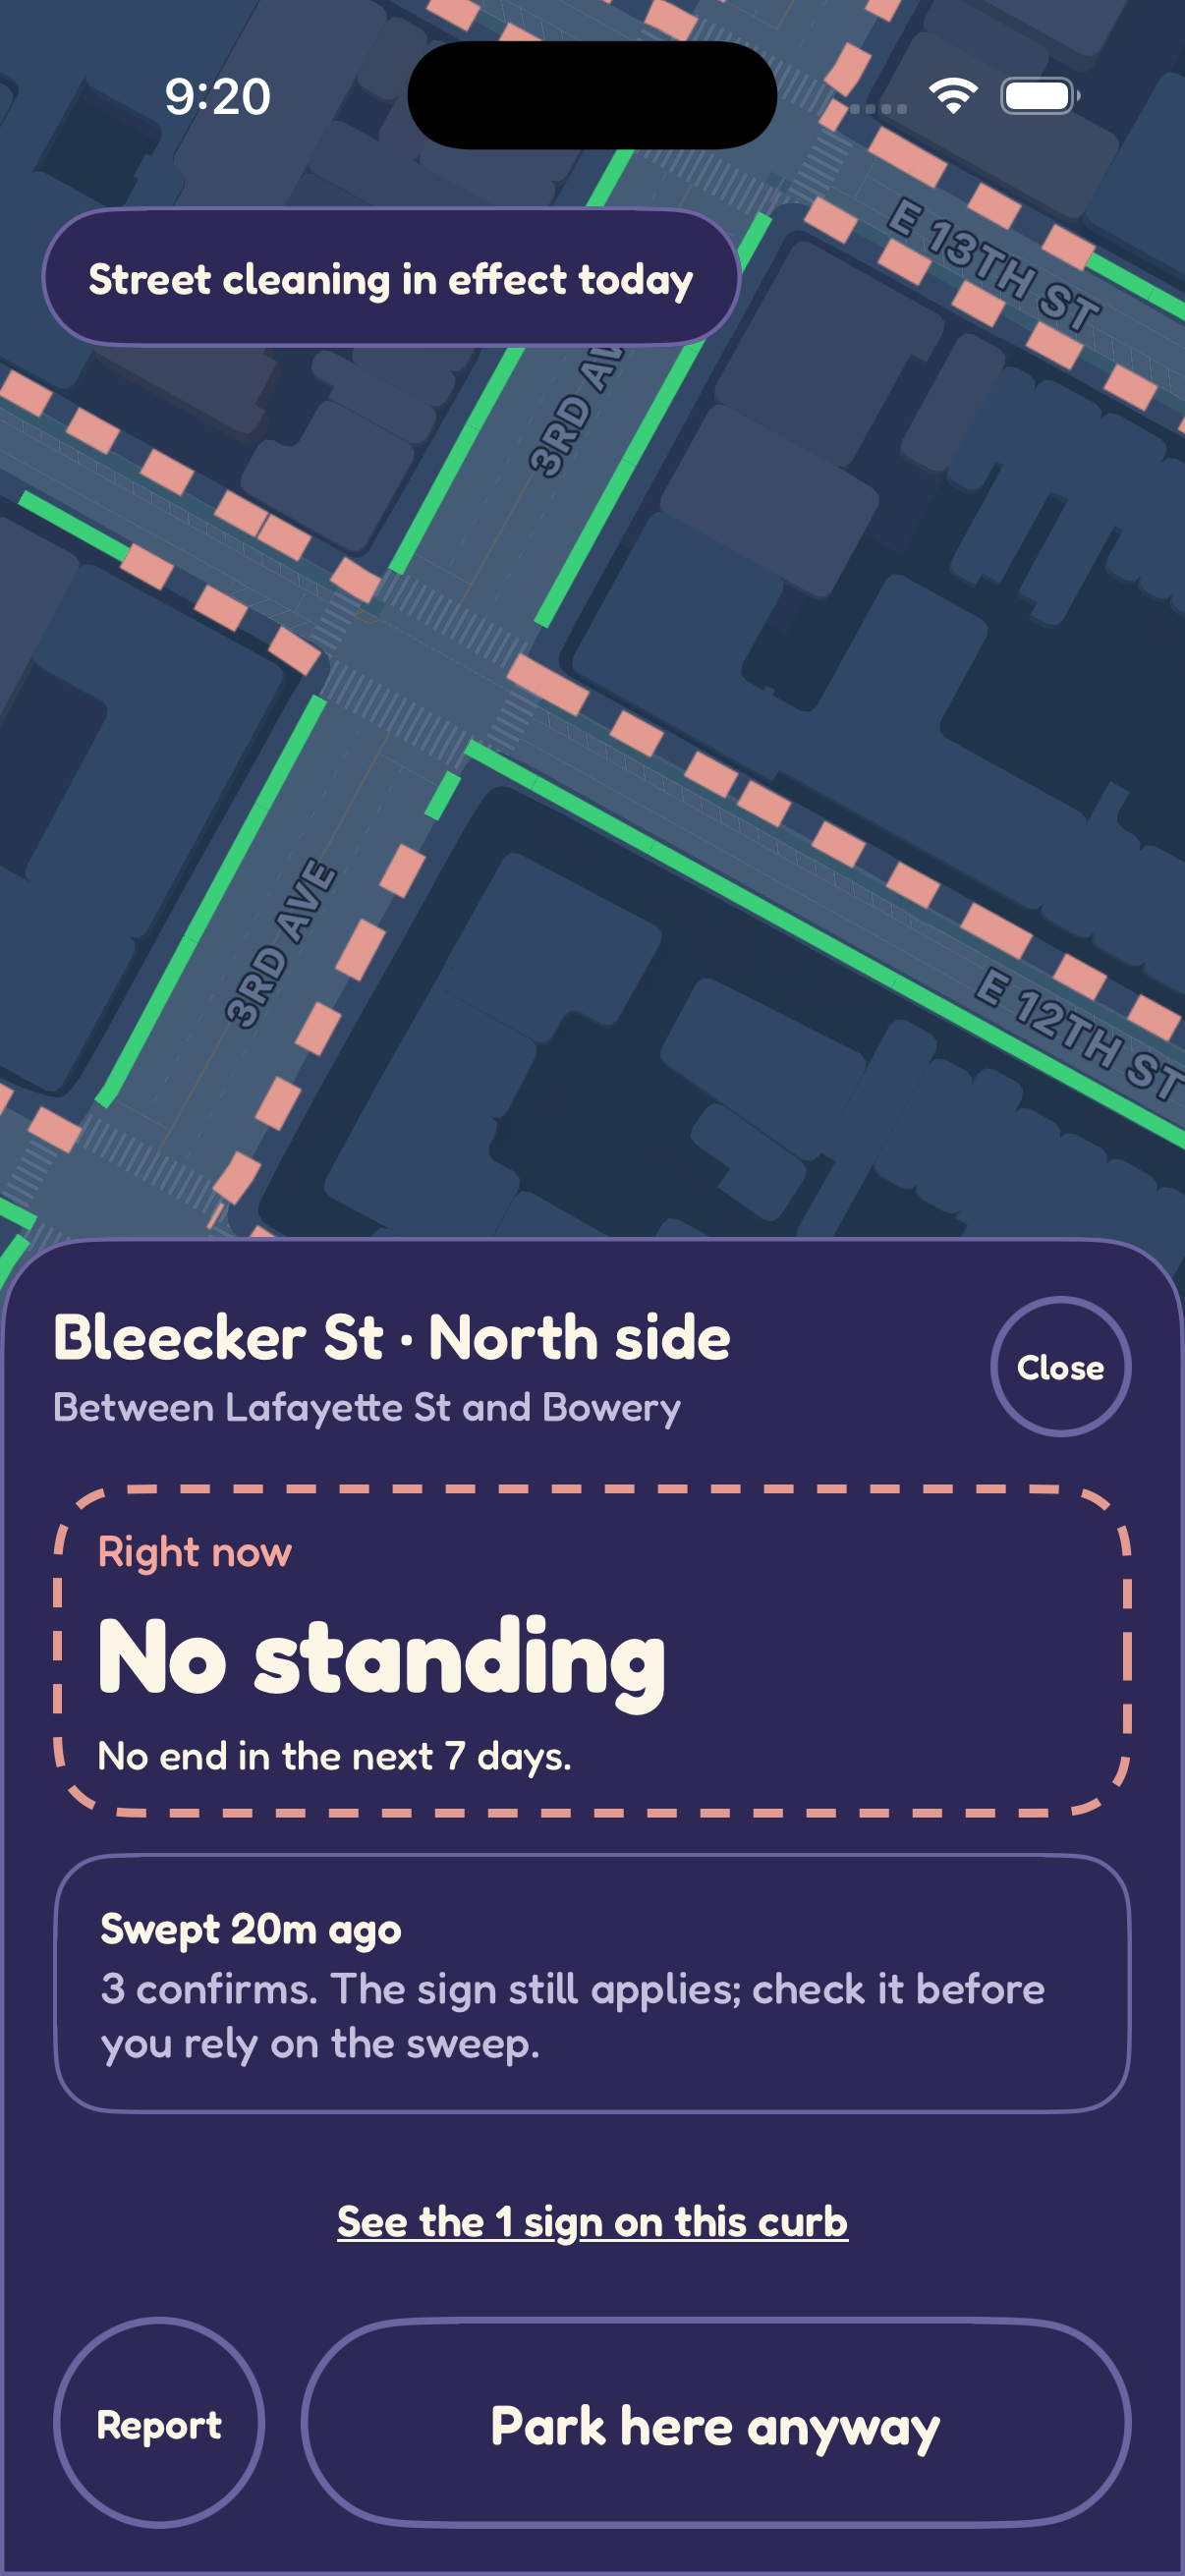 9:20
E 13TH ST
Street cleaning in effect today
3RD AV
3RD AVE
E 12TH ST
Bleecker St · North side
Close
Between Lafayette St and Bowery
Right now
No standing
No end in the next 7 days.
Swept 20m ago
3 confirms. The sign still applies; check it before
you rely on the sweep.
See the 1 sign on this curb
Report
Park here anyway